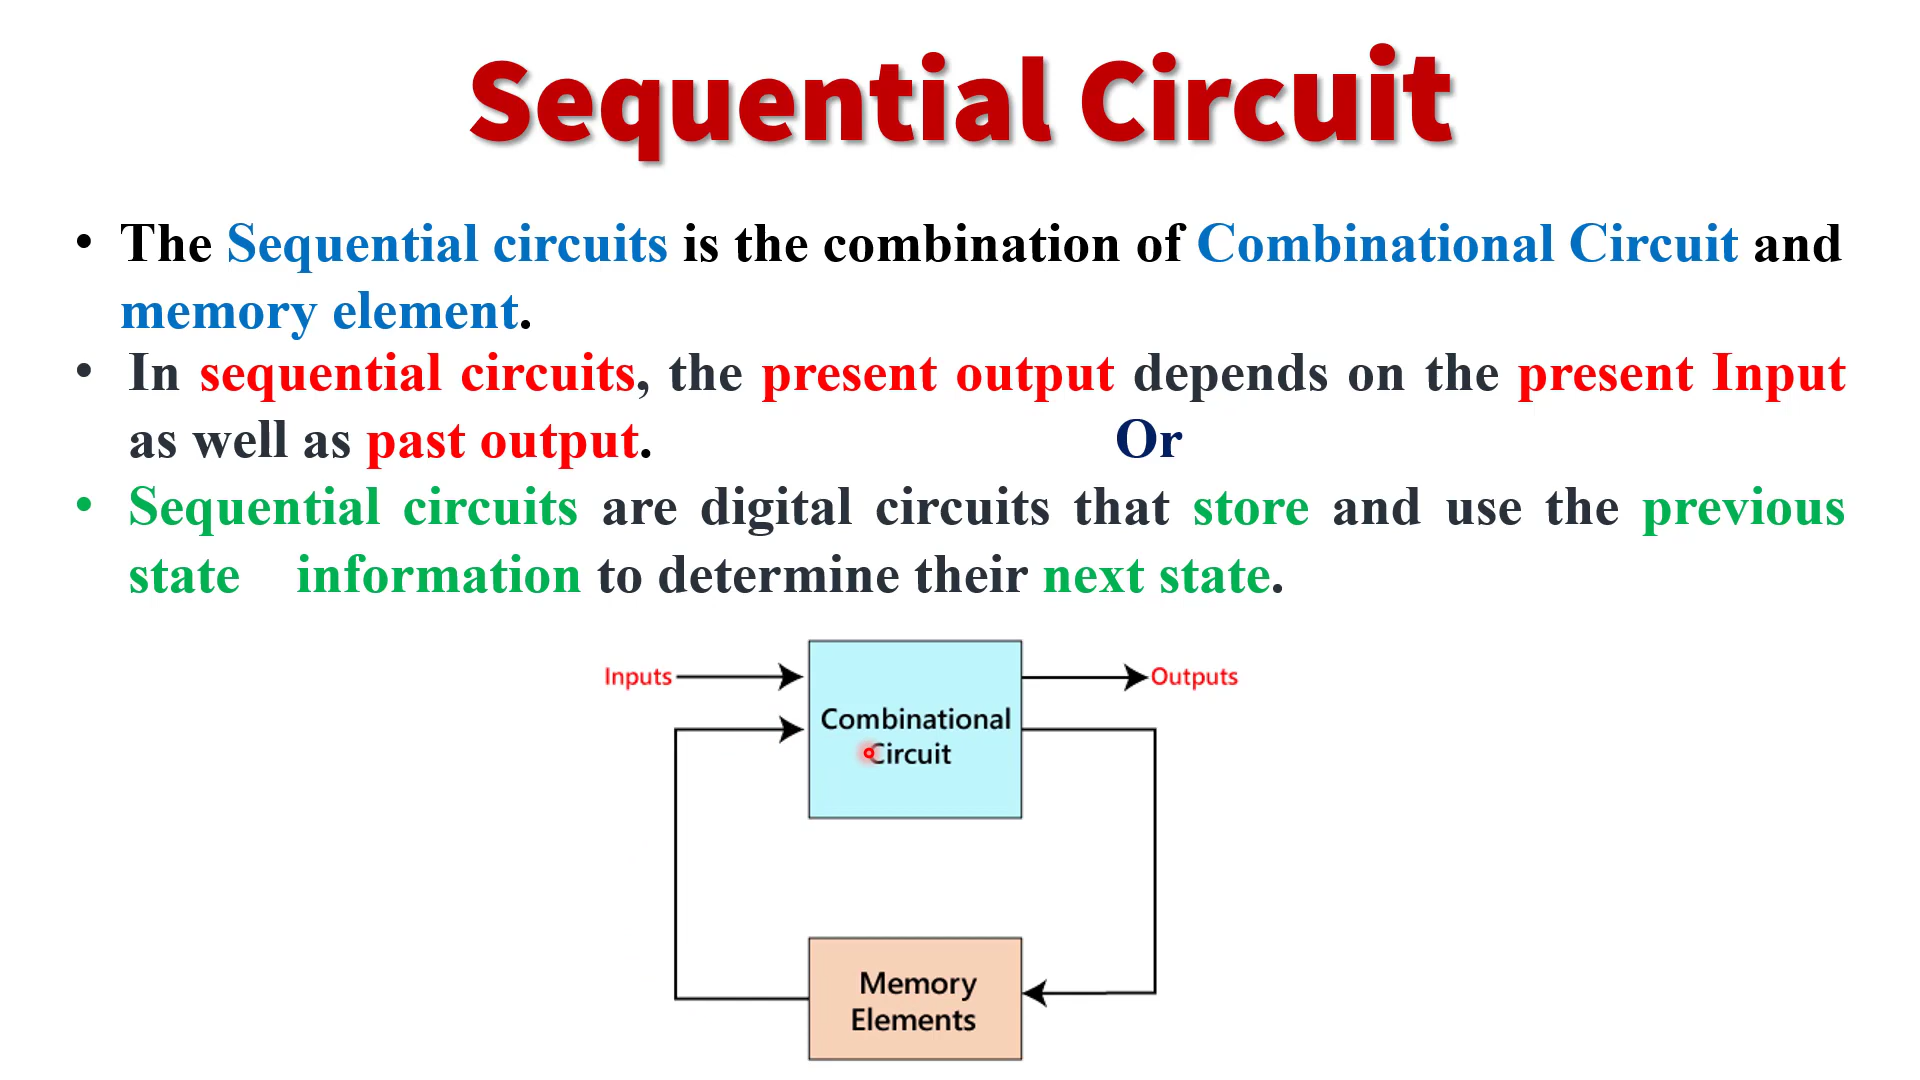 Sequential Circuit
• The Sequential circuits is the combination of Combinational Circuit and
memory element.
• In sequential circuits, the present output depends on the present Input
as well as past output. Or
• Sequential circuits are digital circuits that store and use the previous
state information to determine their next state.
Inputs
Outputs
Combinational
Circuit
Memory
Elements